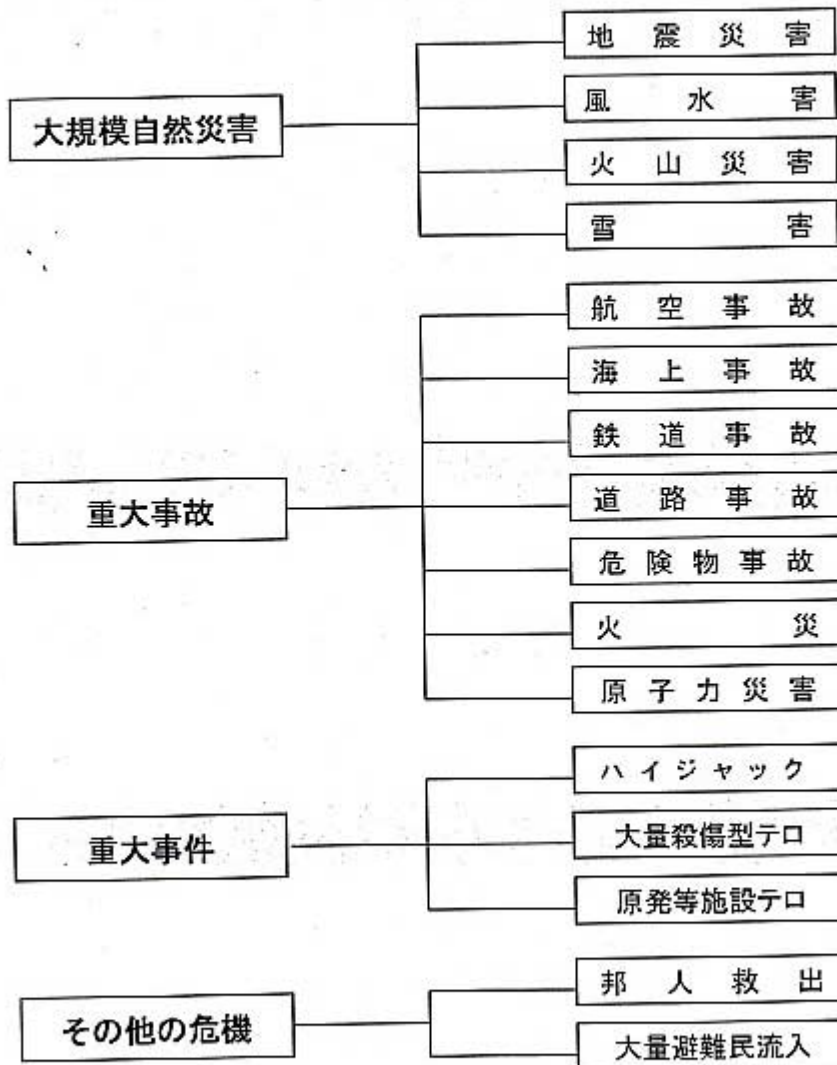 大規模自然災害
地震災害
風水害
火山災害
雪害
重大事故
航空事故
海上事故
鉄道事故
道路事故
危険物事故
火災
原子力災害
重大事件
ハイジャック
大量殺傷型テロ
原発等施設テロ
その他の危機
邦人救出
大量避難民流入